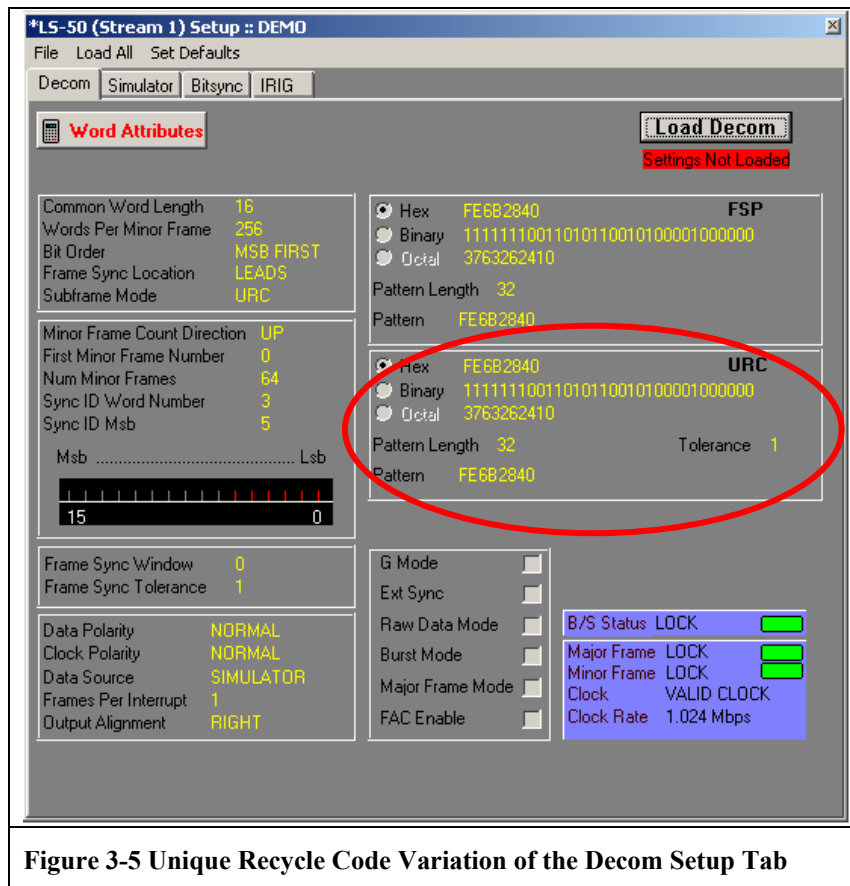 *LS-50 (Stream 1) Setup :: DEMO
File Load All Set Defaults
Decom Simulator Bitsync IRIG
Word Attributes
Load Decom
Settings Not Loaded
Common Word Length 16
Words Per Minor Frame 256
Bit Order MSB FIRST
Frame Sync Location LEADS
Subframe Mode URC
Minor Frame Count Direction UP
First Minor Frame Number 0
Num Minor Frames 64
Sync ID Word Number 3
Sync ID Msb 5
Msb ................................ Lsb
15 0
Frame Sync Window 0
Frame Sync Tolerance 1
Data Polarity NORMAL
Clock Polarity NORMAL
Data Source SIMULATOR
Frames Per Interrupt 1
Output Alignment RIGHT
Hex FE6B2840 FSP
Binary 11111110011010110010100001000000
Octal 3763262410
Pattern Length 32
Pattern FE6B2840
Hex FE6B2840 URC
Binary 11111110011010110010100001000000
Octal 3763262410
Pattern Length 32 Tolerance 1
Pattern FE6B2840
G Mode
Ext Sync
Raw Data Mode
Burst Mode
Major Frame Mode
FAC Enable
B/S Status LOCK
Major Frame LOCK
Minor Frame LOCK
Clock VALID CLOCK
Clock Rate 1.024 Mbps
Figure 3-5 Unique Recycle Code Variation of the Decom Setup Tab